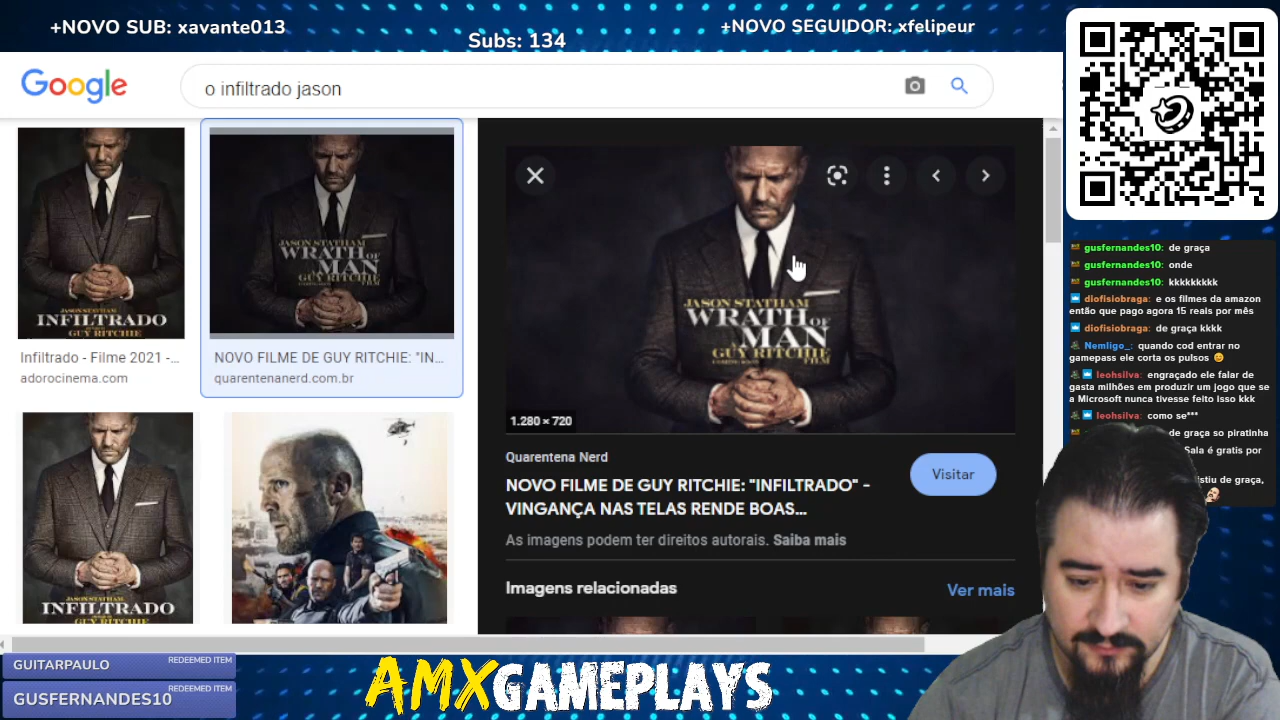 +NOVO SUB: xavante013
Subs: 134
+NOVO SEGUIDOR: xfelipeur
Google
o infiltrado jason
INFILTRADO
GUY RITCHIE
Infiltrado - Filme 2021 -...
adorocinema.com
JASON STATHAM
WRATH OF
MAN
GUY RITCHIE
NOVO FILME DE GUY RITCHIE: "IN...
quarentenanerd.com.br
JASON STATHAM
INFILTRADO
GUY RITCHIE
JASON STATHAM
WRATH OF
MAN
GUY RITCHIE
FILM
1.280 × 720
Quarentena Nerd
NOVO FILME DE GUY RITCHIE: "INFILTRADO" -
VINGANÇA NAS TELAS RENDE BOAS...
Visitar
As imagens podem ter direitos autorais. Saiba mais
Imagens relacionadas
Ver mais
gusfernandes10: de graça
gusfernandes10: onde
gusfernandes10: kkkkkkkkk
diofisiobraga: e os filmes da amazon
então que pago agora 15 reais por mês
diofisiobraga: de graça kkkk
Nemligo_: quando cod entrar no
gamepass ele corta os pulsos
leohsilva: engraçado ele falar de
gasta milhões em produzir um jogo que se
a Microsoft nunca tivesse feito isso kkk
leohsilva: como se***
de graça so piratinha
Sala é gratis por
istiu de graça,
GUITARPAULO
REDEEMED ITEM
GUSFERNANDES10
REDEEMED ITEM
AMXGAMEPLAYS